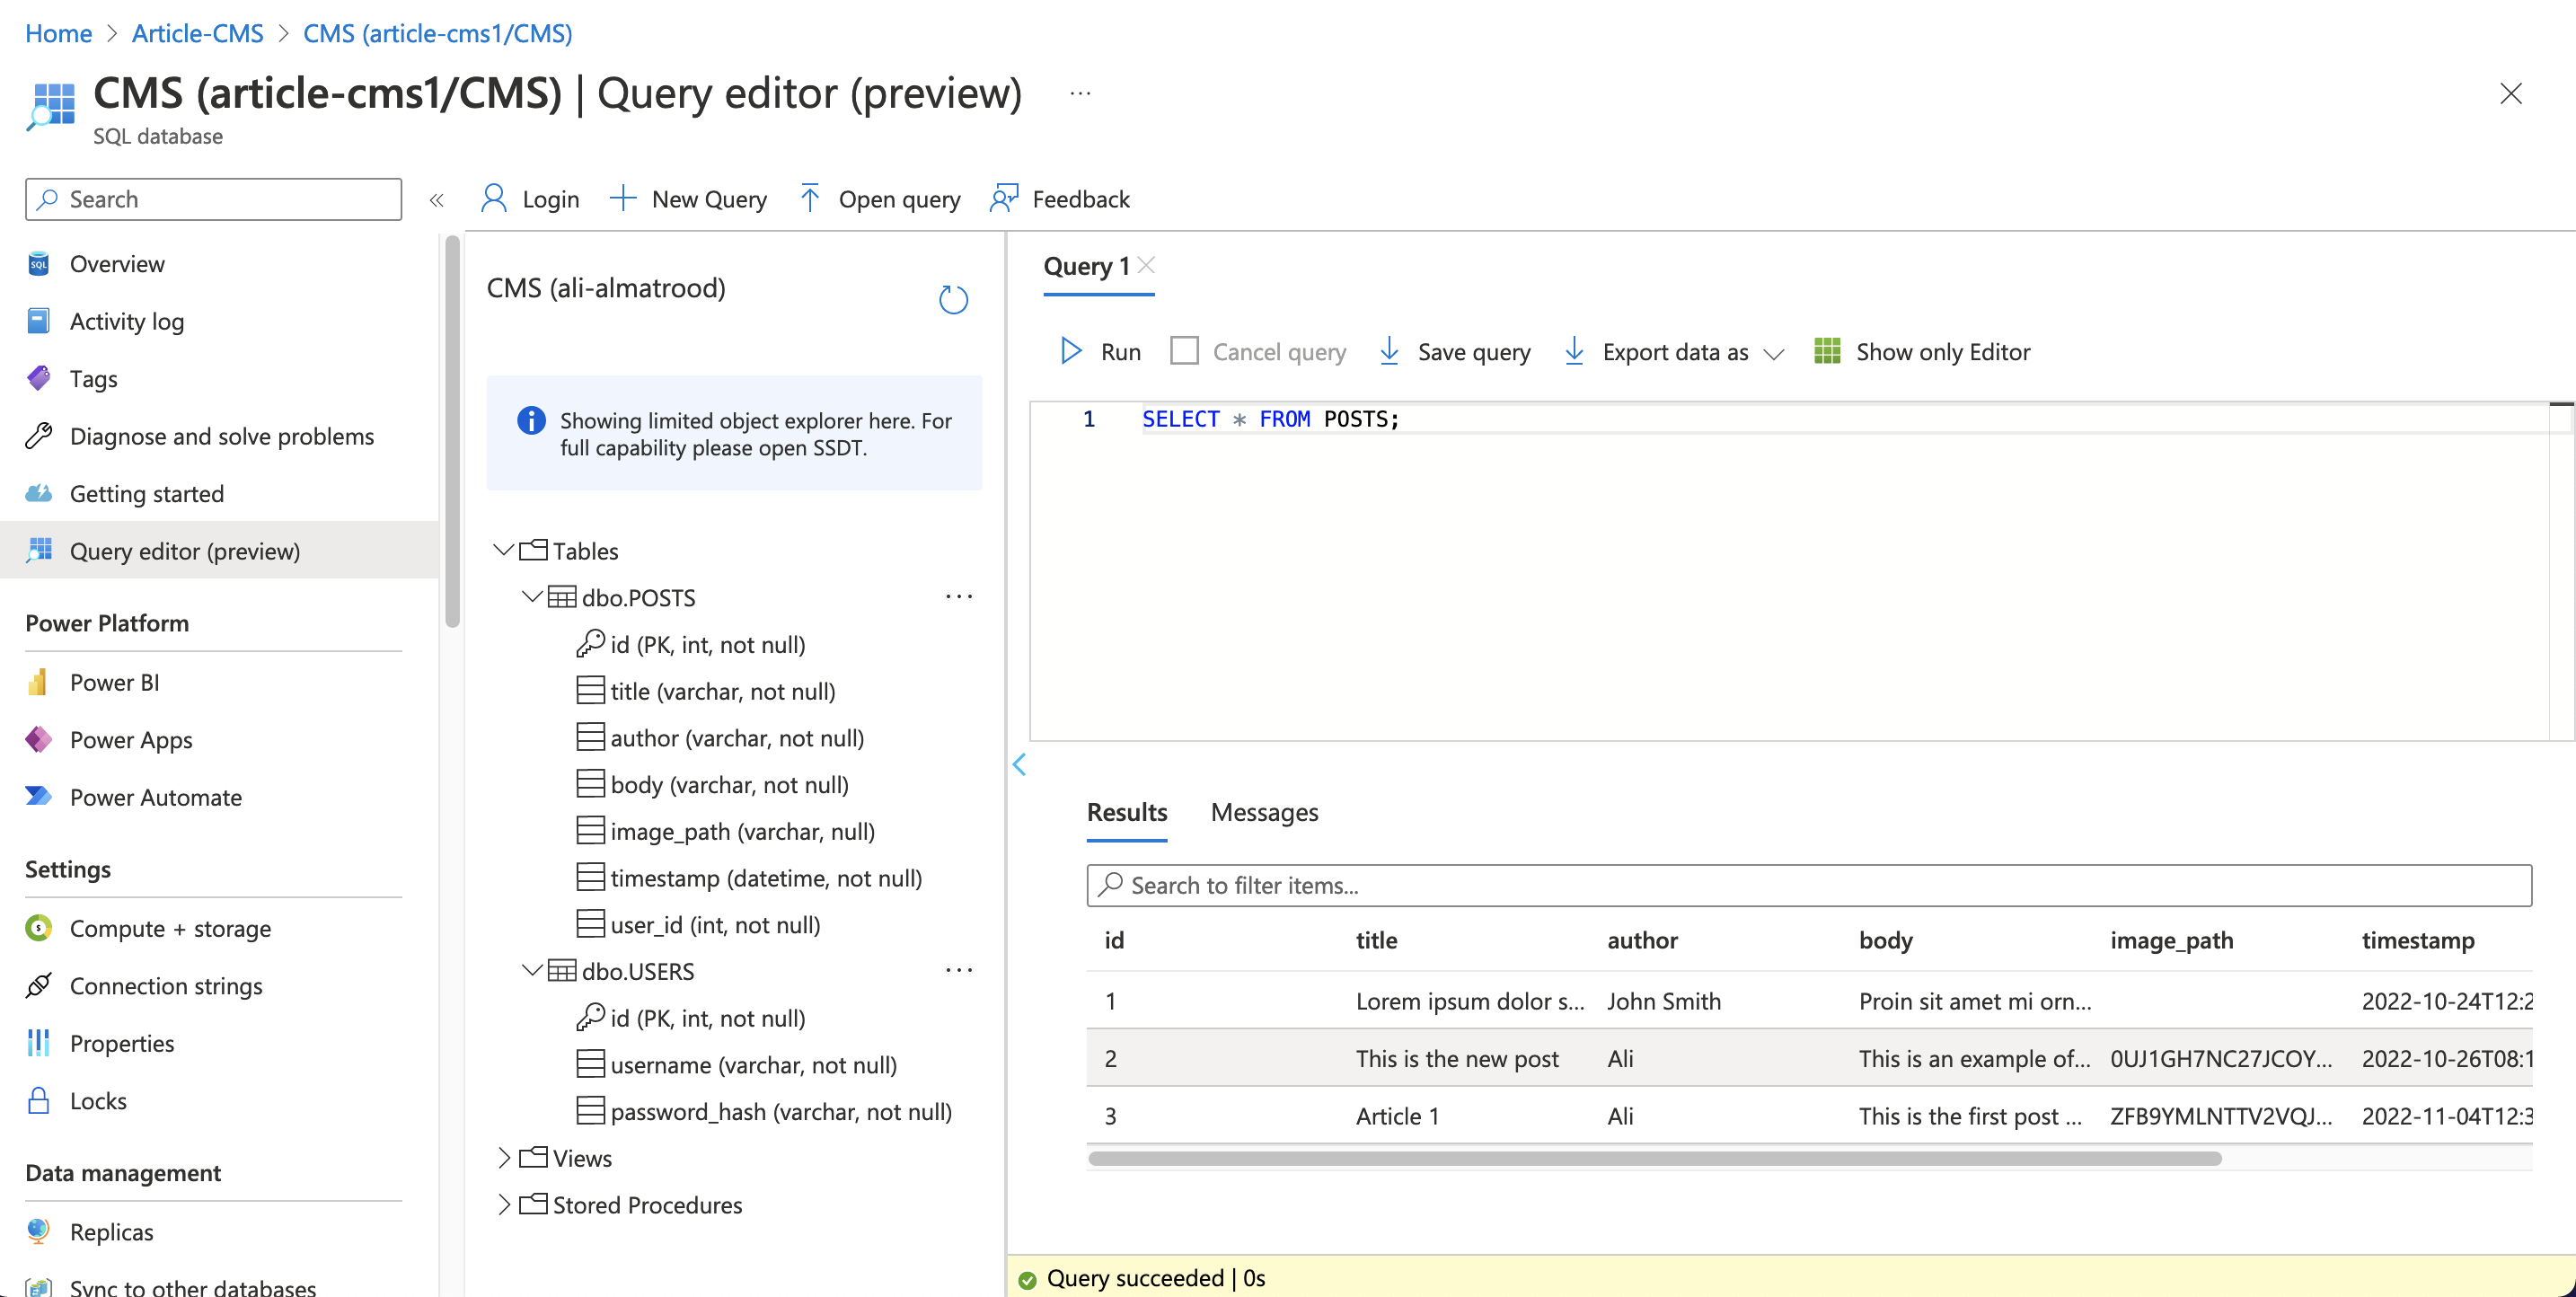 Home > Article-CMS > CMS (article-cms1/CMS)
CMS (article-cms1/CMS) | Query editor (preview) ...
SQL database
Search
«
Overview
Activity log
Tags
Diagnose and solve problems
Getting started
Query editor (preview)
Power Platform
Power BI
Power Apps
Power Automate
Settings
Compute + storage
Connection strings
Properties
Locks
Data management
Replicas
Sync to other databases
Login New Query Open query Feedback
CMS (ali-almatrood)
Showing limited object explorer here. For
full capability please open SSDT.
Tables
dbo.POSTS ...
id (PK, int, not null)
title (varchar, not null)
author (varchar, not null)
body (varchar, not null)
image_path (varchar, null)
timestamp (datetime, not null)
user_id (int, not null)
dbo.USERS ...
id (PK, int, not null)
username (varchar, not null)
password_hash (varchar, not null)
Views
Stored Procedures
Query 1
Run Cancel query Save query Export data as Show only Editor
1 SELECT * FROM POSTS;
Results Messages
Search to filter items...
id title author body image_path timestamp
1 Lorem ipsum dolor s... John Smith Proin sit amet mi orn... 2022-10-24T12:2
2 This is the new post Ali This is an example of... 0UJ1GH7NC27JCOY... 2022-10-26T08:1
3 Article 1 Ali This is the first post ... ZFB9YMLNTTV2VQJ... 2022-11-04T12:3
Query succeeded | 0s